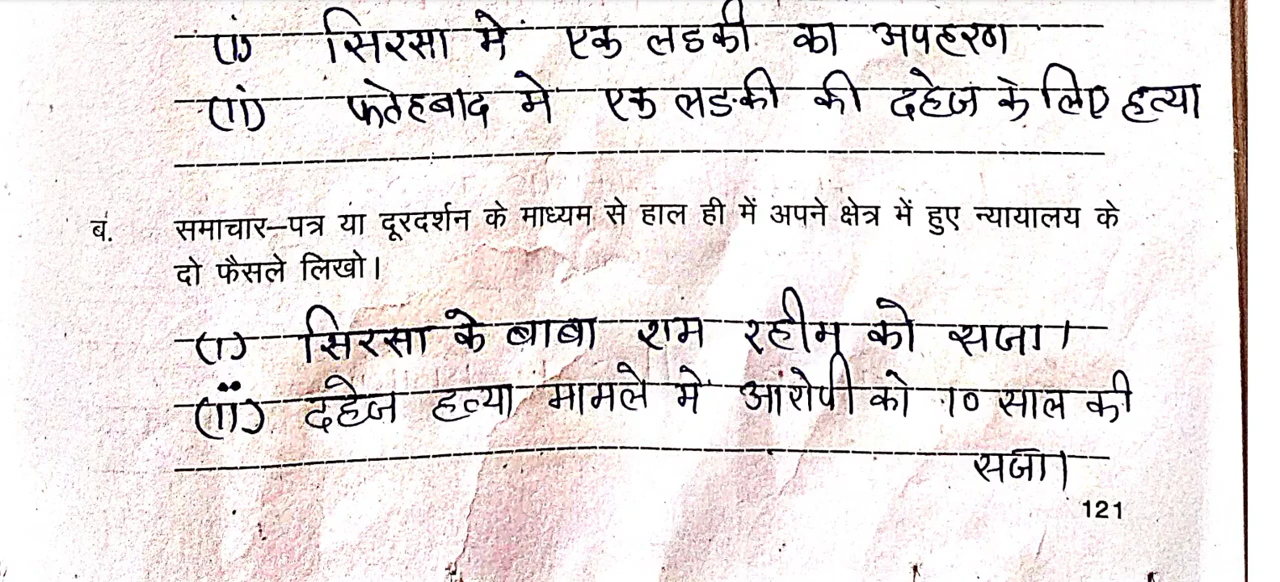 (i) सिरसा में एक लडकी का अपहरण
(ii) फतेहबाद मे एक लड़की की दहेज के लिए हत्या
ब. समाचार–पत्र या दूरदर्शन के माध्यम से हाल ही में अपने क्षेत्र में हुए न्यायालय के
दो फैसले लिखो।
(i) सिरसा के बाबा राम रहीम को सजा।
(ii) दहेज हत्या मामले मे आरोपी को 10 साल की
सजा।
121